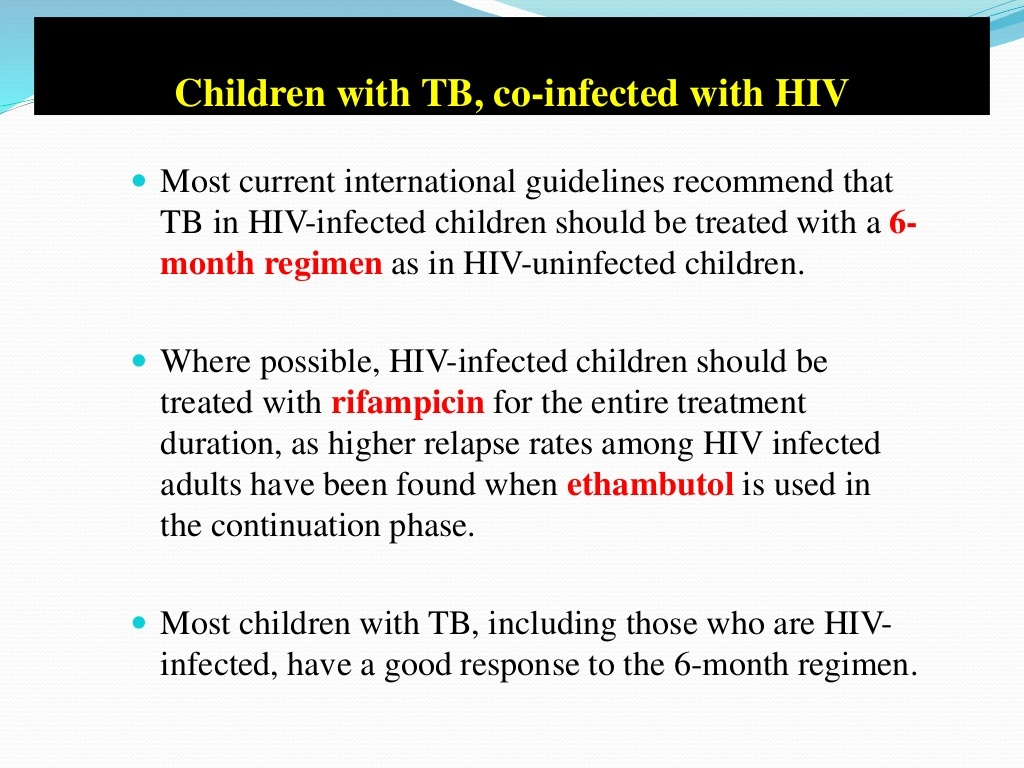 Children with TB, co-infected with HIV
• Most current international guidelines recommend that
TB in HIV-infected children should be treated with a 6-
month regimen as in HIV-uninfected children.
• Where possible, HIV-infected children should be
treated with rifampicin for the entire treatment
duration, as higher relapse rates among HIV infected
adults have been found when ethambutol is used in
the continuation phase.
• Most children with TB, including those who are HIV-
infected, have a good response to the 6-month regimen.